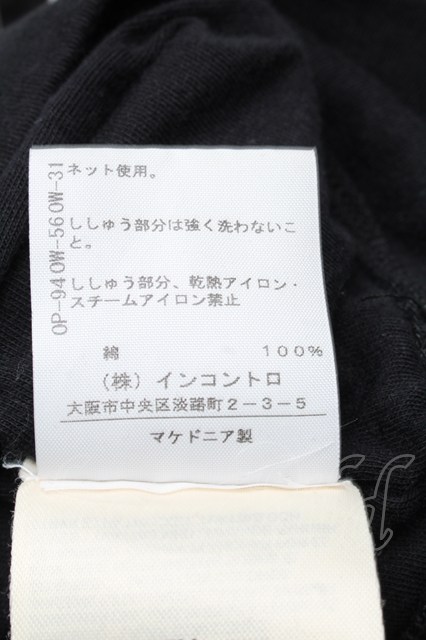 OP-940W-560W-31
ネット使用。
ししゅう部分は強く洗わないこ
と。
ししゅう部分、乾熱アイロン・
スチームアイロン禁止
綿 100%
(株) インコントロ
大阪市中央区淡路町2-3-5
マケドニア製